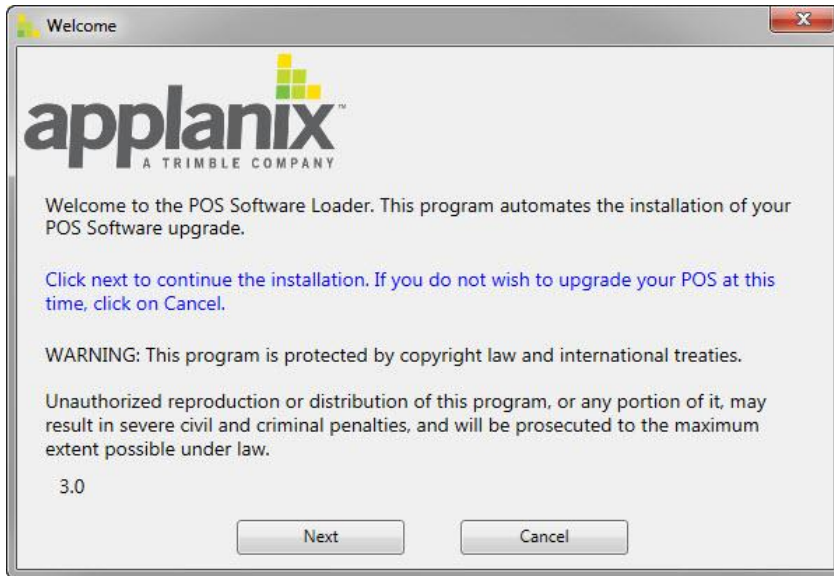 Welcome
applanix™
A TRIMBLE COMPANY
Welcome to the POS Software Loader. This program automates the installation of your
POS Software upgrade.
Click next to continue the installation. If you do not wish to upgrade your POS at this
time, click on Cancel.
WARNING: This program is protected by copyright law and international treaties.
Unauthorized reproduction or distribution of this program, or any portion of it, may
result in severe civil and criminal penalties, and will be prosecuted to the maximum
extent possible under law.
3.0
Next Cancel